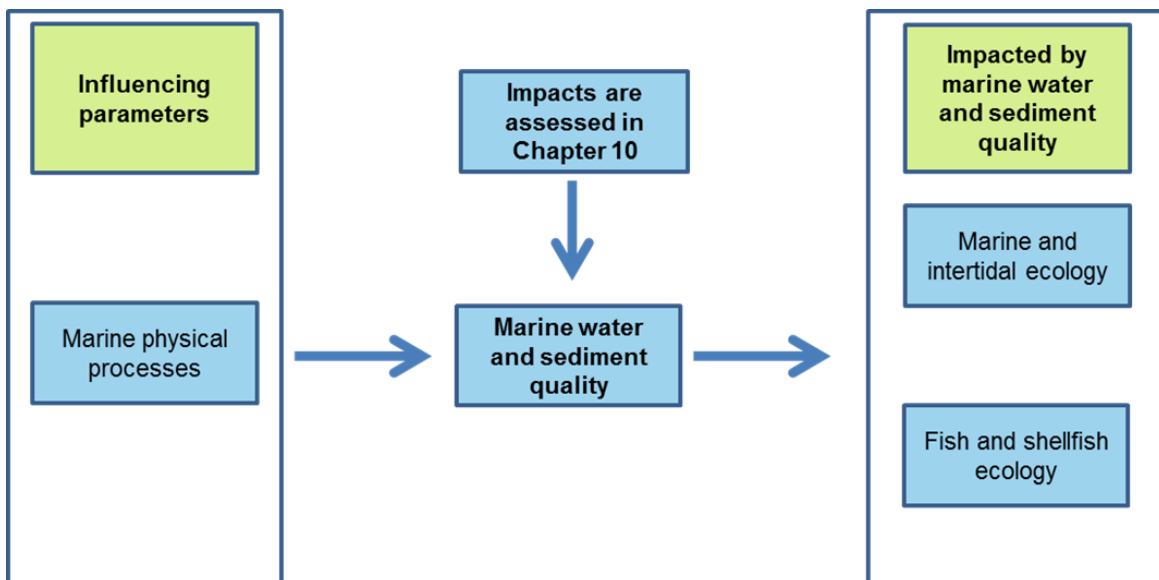 Influencing
parameters
Marine physical
processes
Impacts are
assessed in
Chapter 10
Marine water
and sediment
quality
Impacted by
marine water
and sediment
quality
Marine and
intertidal ecology
Fish and shellfish
ecology